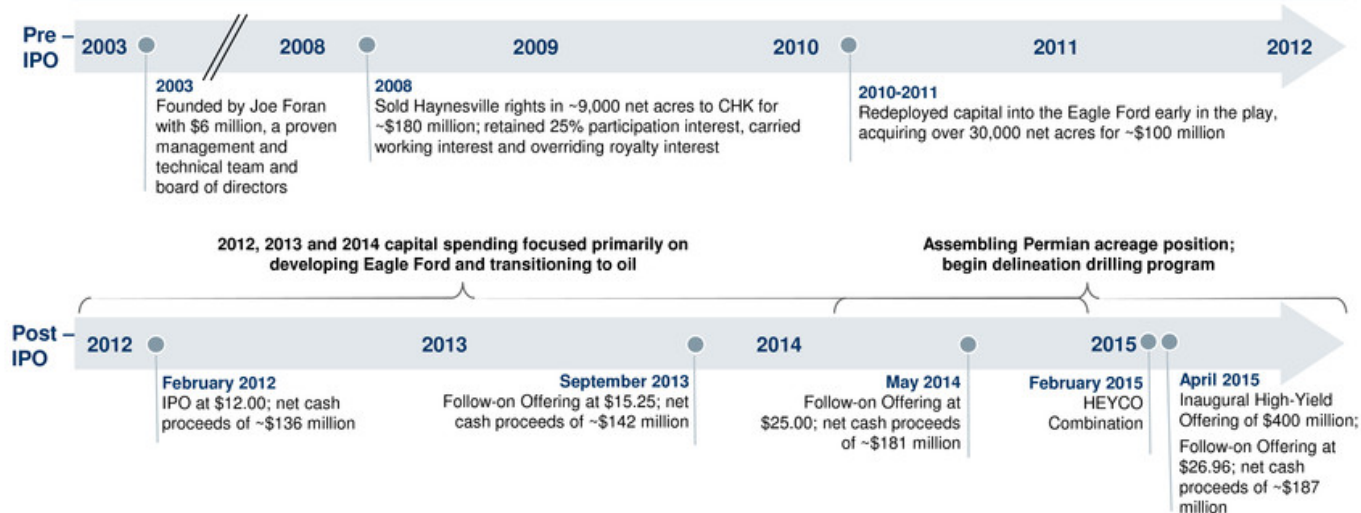 Pre –
IPO
2003
2008
2009
2010
2011
2012
2003
Founded by Joe Foran
with $6 million, a proven
management and
technical team and
board of directors
2008
Sold Haynesville rights in ~9,000 net acres to CHK for
~$180 million; retained 25% participation interest, carried
working interest and overriding royalty interest
2010-2011
Redeployed capital into the Eagle Ford early in the play,
acquiring over 30,000 net acres for ~$100 million
2012, 2013 and 2014 capital spending focused primarily on
developing Eagle Ford and transitioning to oil
Assembling Permian acreage position;
begin delineation drilling program
Post –
IPO
2012
2013
2014
2015
February 2012
IPO at $12.00; net cash
proceeds of ~$136 million
September 2013
Follow-on Offering at $15.25; net
cash proceeds of ~$142 million
May 2014
Follow-on Offering at
$25.00; net cash proceeds
of ~$181 million
February 2015
HEYCO
Combination
April 2015
Inaugural High-Yield
Offering of $400 million;
Follow-on Offering at
$26.96; net cash
proceeds of ~$187
million